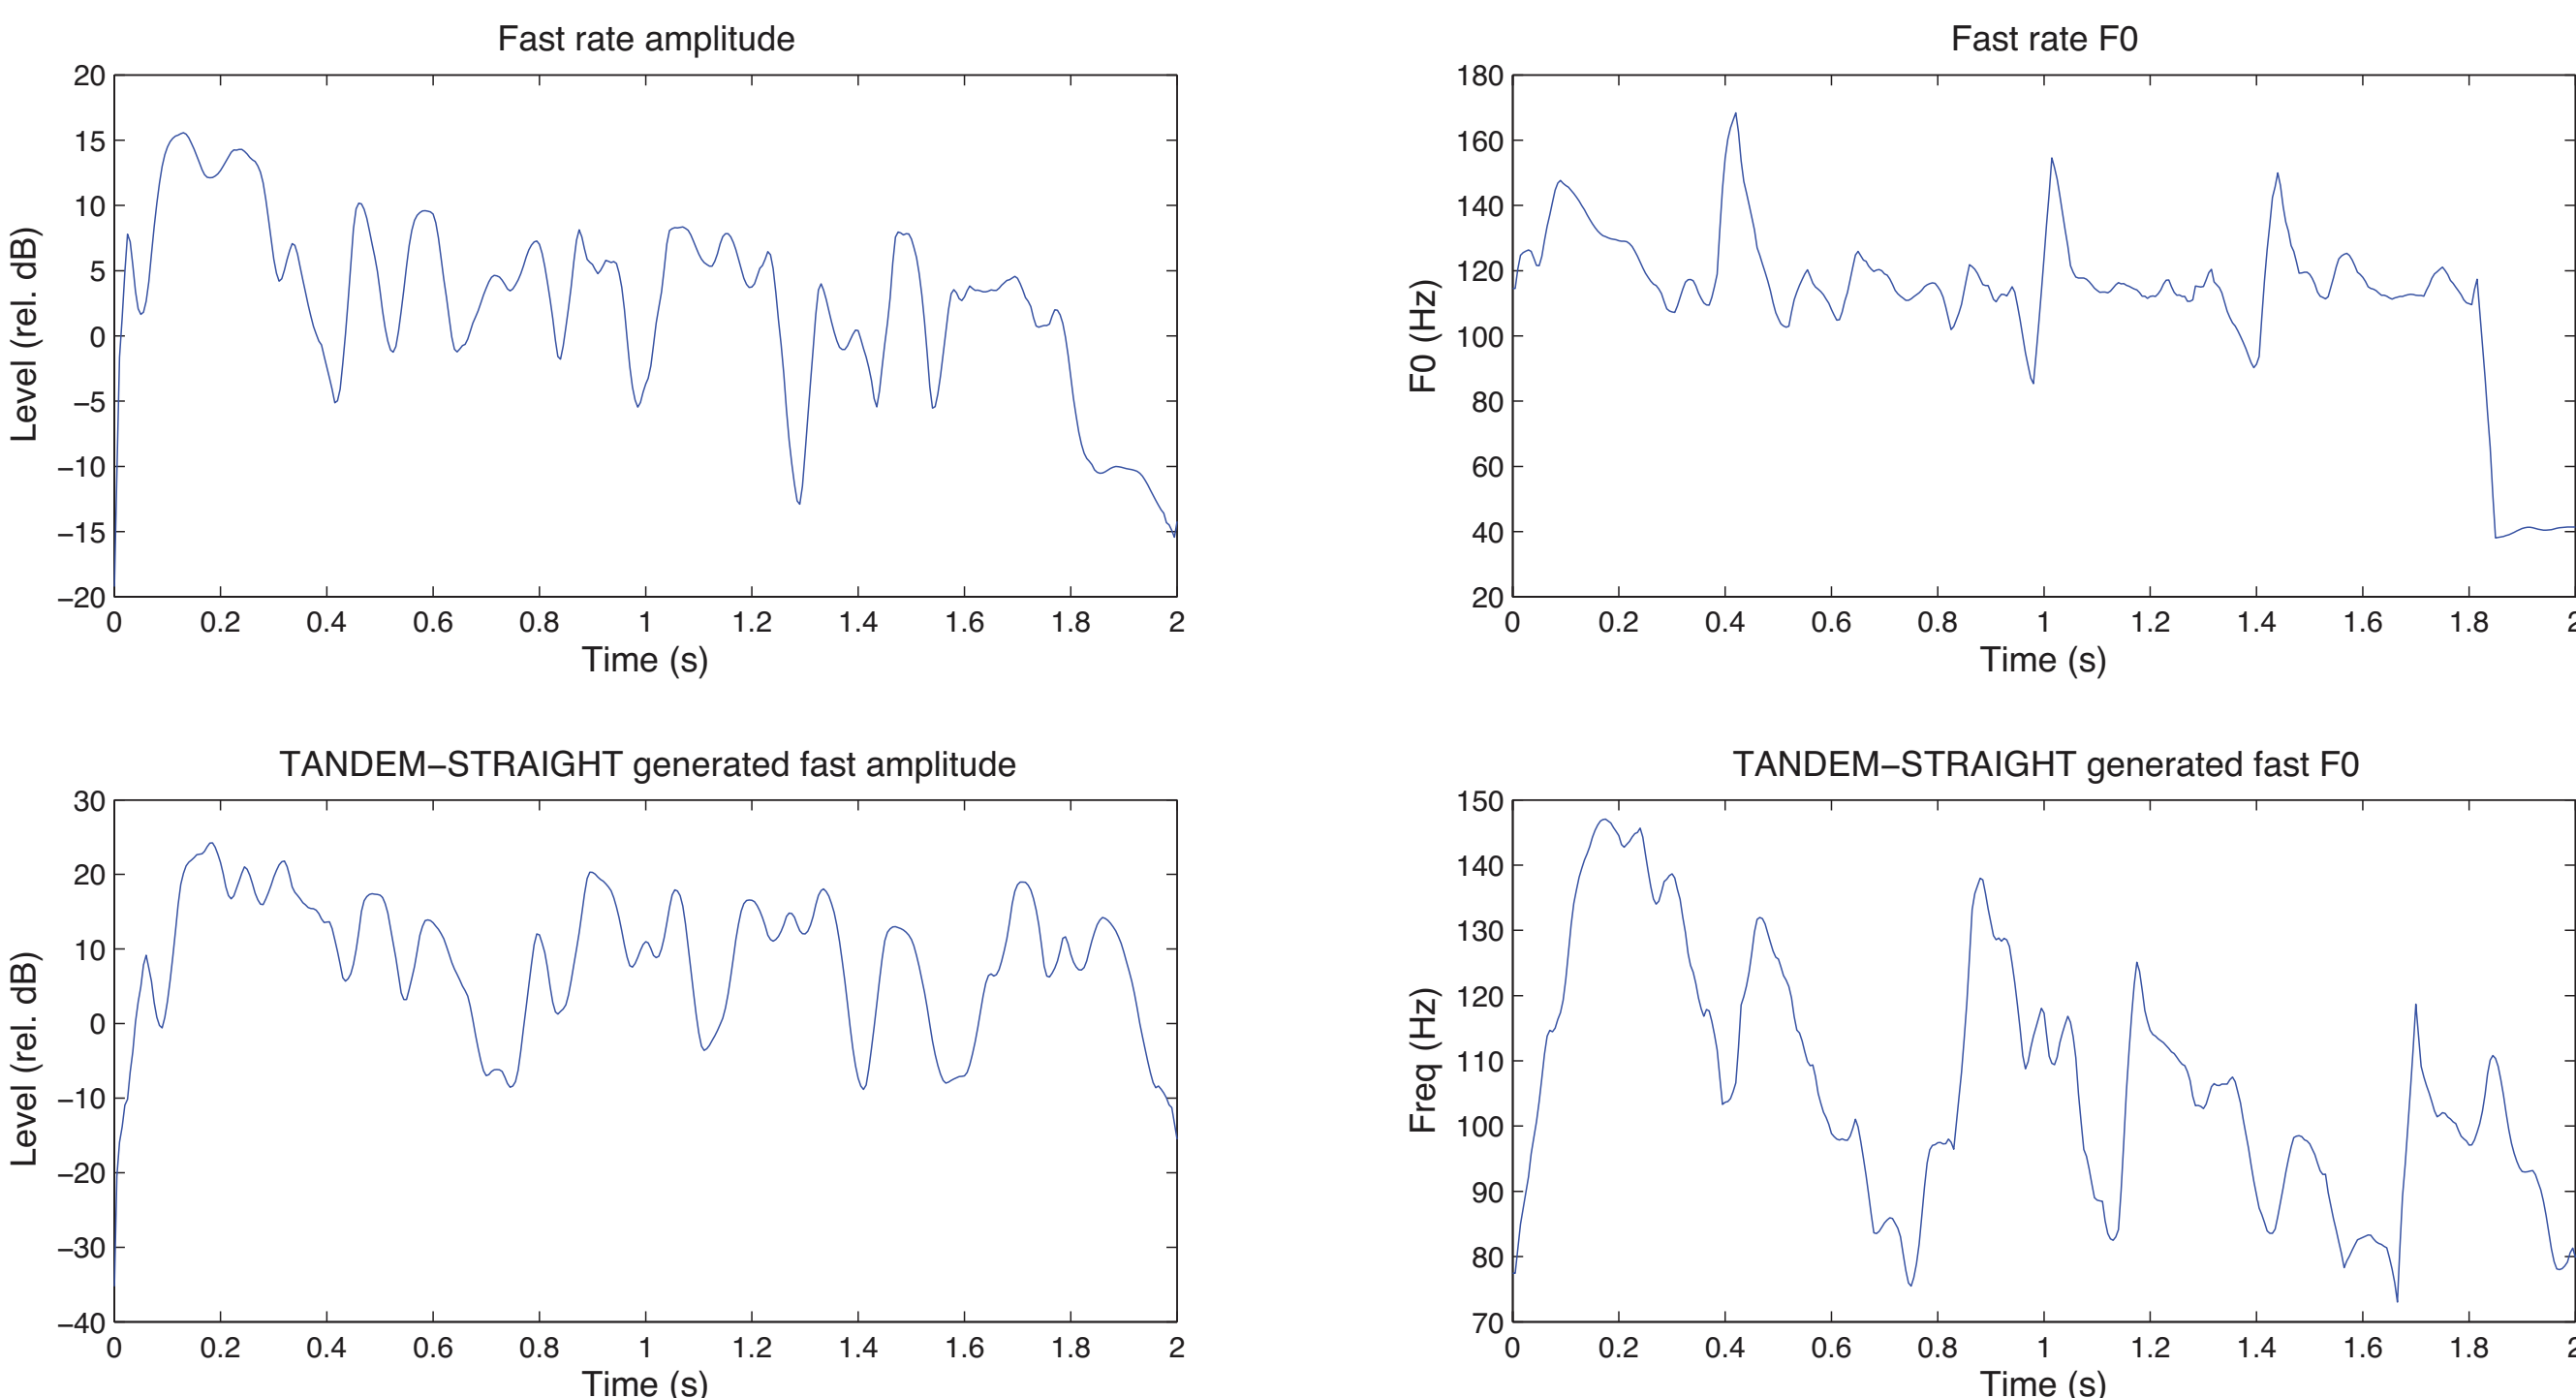 Fast rate amplitude
20
15
10
5
0
−5
−10
−15
−20
Level (rel. dB)
0 0.2 0.4 0.6 0.8 1 1.2 1.4 1.6 1.8 2
Time (s)
Fast rate F0
180
160
140
120
100
80
60
40
20
F0 (Hz)
0 0.2 0.4 0.6 0.8 1 1.2 1.4 1.6 1.8 2
Time (s)
TANDEM−STRAIGHT generated fast amplitude
30
20
10
0
−10
−20
−30
−40
Level (rel. dB)
0 0.2 0.4 0.6 0.8 1 1.2 1.4 1.6 1.8 2
Time (s)
TANDEM−STRAIGHT generated fast F0
150
140
130
120
110
100
90
80
70
Freq (Hz)
0 0.2 0.4 0.6 0.8 1 1.2 1.4 1.6 1.8 2
Time (s)